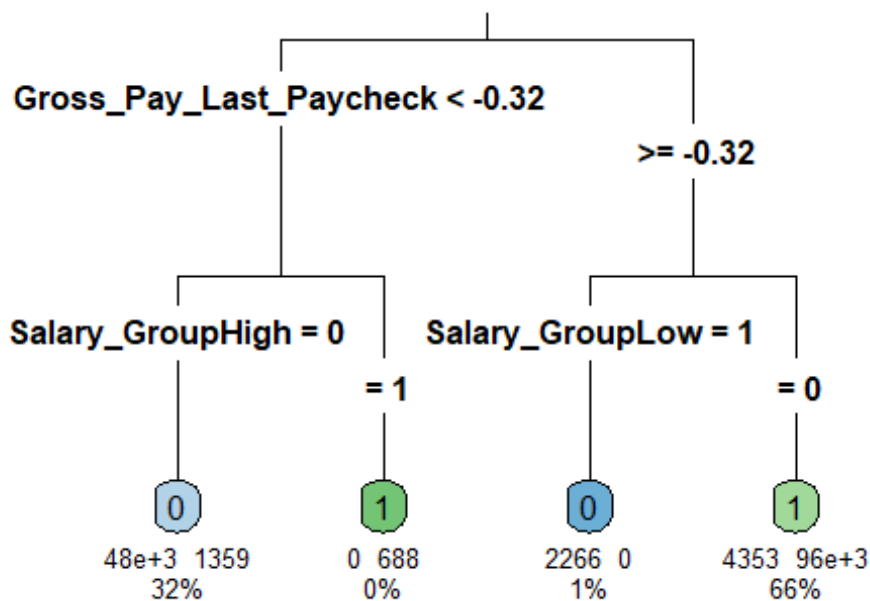 Gross_Pay_Last_Paycheck < -0.32
>= -0.32
Salary_GroupHigh = 0
Salary_GroupLow = 1
= 1
= 0
0
1
0
1
48e+3 1359
0 688
2266 0
4353 96e+3
32%
0%
1%
66%